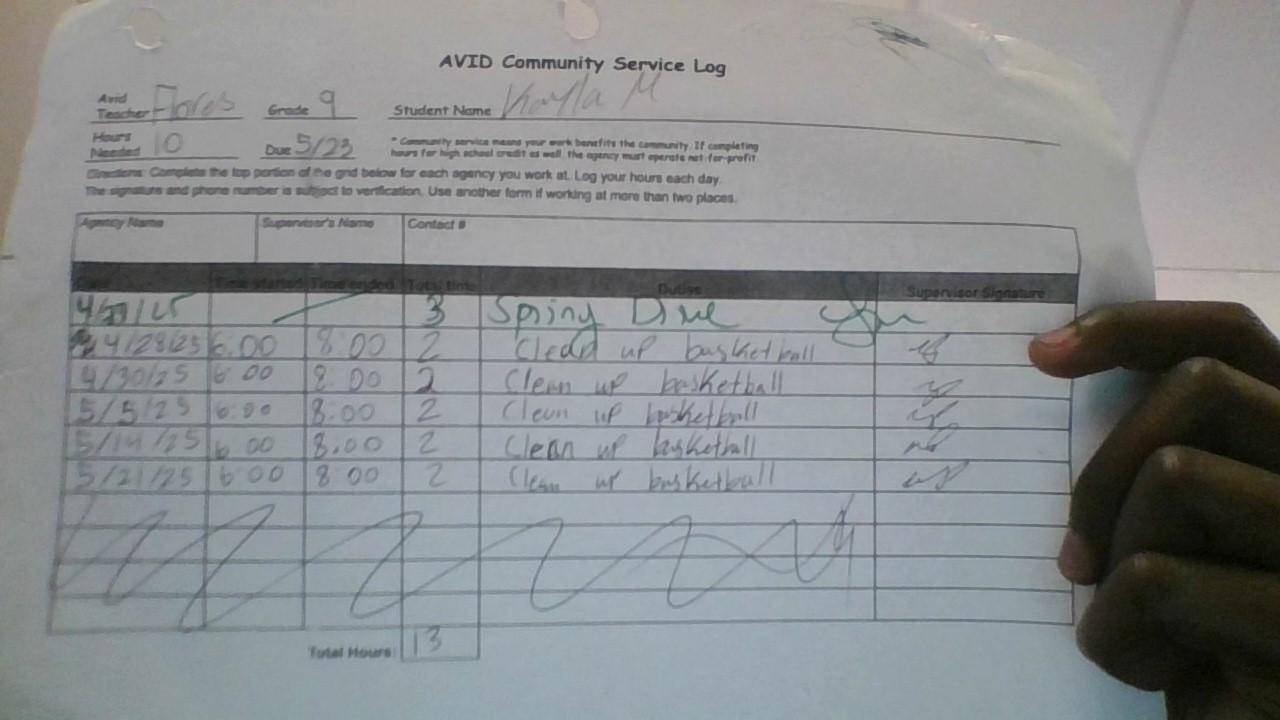 AVID Community Service Log
Avid Teacher Flores Grade 9 Student Name Kayla M
Hours Needed 10 Due 5/23 * Community service means your work benefits the community. If completing
hours for high school credit as well, the agency must operate not-for-profit
Directions: Complete the top portion of the grid below for each agency you work at. Log your hours each day.
The signature and phone number is subject to verification. Use another form if working at more than two places.
Agency Name Supervisor's Name Contact #
Date Time started Time ended Total time Duties Supervisor Signature
3 Spring
4/28/25 6:00 8:00 2 Clean up basketball
4/30/25 6:00 8:00 2 Clean up basketball
5/5/25 6:00 8:00 2 Clean up basketball
5/14/25 6:00 8:00 2 Clean up basketball
5/21/25 6:00 8:00 2 Clean up basketball
Total Hours: 13